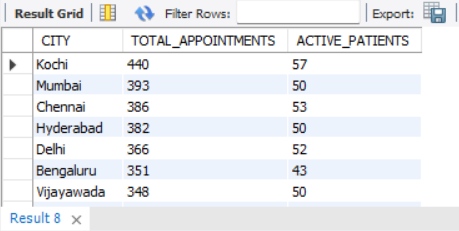 Result Grid Filter Rows: Export:
CITY TOTAL_APPOINTMENTS ACTIVE_PATIENTS
Kochi 440 57
Mumbai 393 50
Chennai 386 53
Hyderabad 382 50
Delhi 366 52
Bengaluru 351 43
Vijayawada 348 50
Result 8 ×